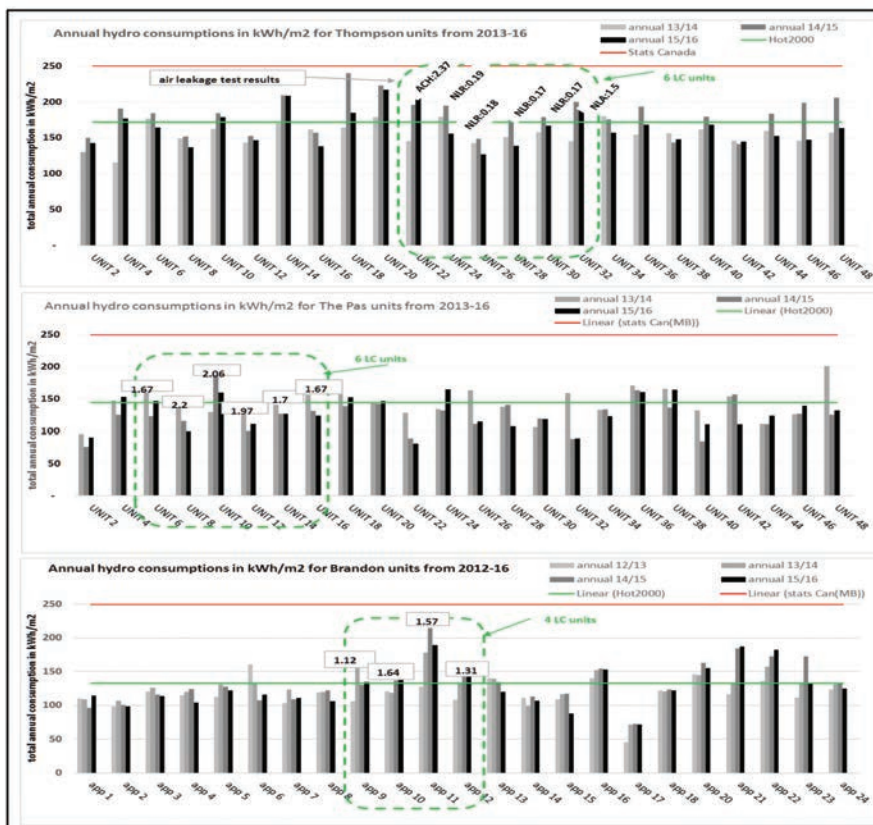 Annual hydro consumptions in kWh/m2 for Thompson units from 2013-16
annual 13/14
annual 14/15
annual 15/16
Hot2000
Stats Canada
total annual consumption in kWh/m2
250
200
150
100
50
-
air leakage test results
ACH:2.37
NLR:0.19
NLR:0.18
NLR:0.17
NLR:0.17
NLA:1.5
6 LC units
UNIT 2
UNIT 4
UNIT 6
UNIT 8
UNIT 10
UNIT 12
UNIT 14
UNIT 16
UNIT 18
UNIT 20
UNIT 22
UNIT 24
UNIT 26
UNIT 28
UNIT 30
UNIT 32
UNIT 34
UNIT 36
UNIT 38
UNIT 40
UNIT 42
UNIT 44
UNIT 46
UNIT 48
Annual hydro consumptions in kWh/m2 for The Pas units from 2013-16
annual 13/14
annual 14/15
annual 15/16
Linear (Hot2000)
Linear (stats Can(MB))
total annual consumption in kWh/m2
250
200
150
100
50
-
1.67
2.2
2.06
1.97
1.7
1.67
6 LC units
UNIT 2
UNIT 4
UNIT 6
UNIT 8
UNIT 10
UNIT 12
UNIT 14
UNIT 16
UNIT 18
UNIT 20
UNIT 22
UNIT 24
UNIT 26
UNIT 28
UNIT 30
UNIT 32
UNIT 34
UNIT 36
UNIT 38
UNIT 40
UNIT 42
UNIT 44
UNIT 46
UNIT 48
Annual hydro consumptions in kWh/m2 for Brandon units from 2012-16
annual 12/13
annual 13/14
annual 14/15
annual 15/16
Linear (Hot2000)
Linear (stats Can(MB))
total annual consumption in kWh/m2
250
200
150
100
50
0
1.12
1.64
1.57
1.31
4 LC units
app 1
app 2
app 3
app 4
app 5
app 6
app 7
app 8
app 9
app 10
app 11
app 12
app 13
app 14
app 15
app 16
app 17
app 18
app 20
app 21
app 22
app 23
app 24